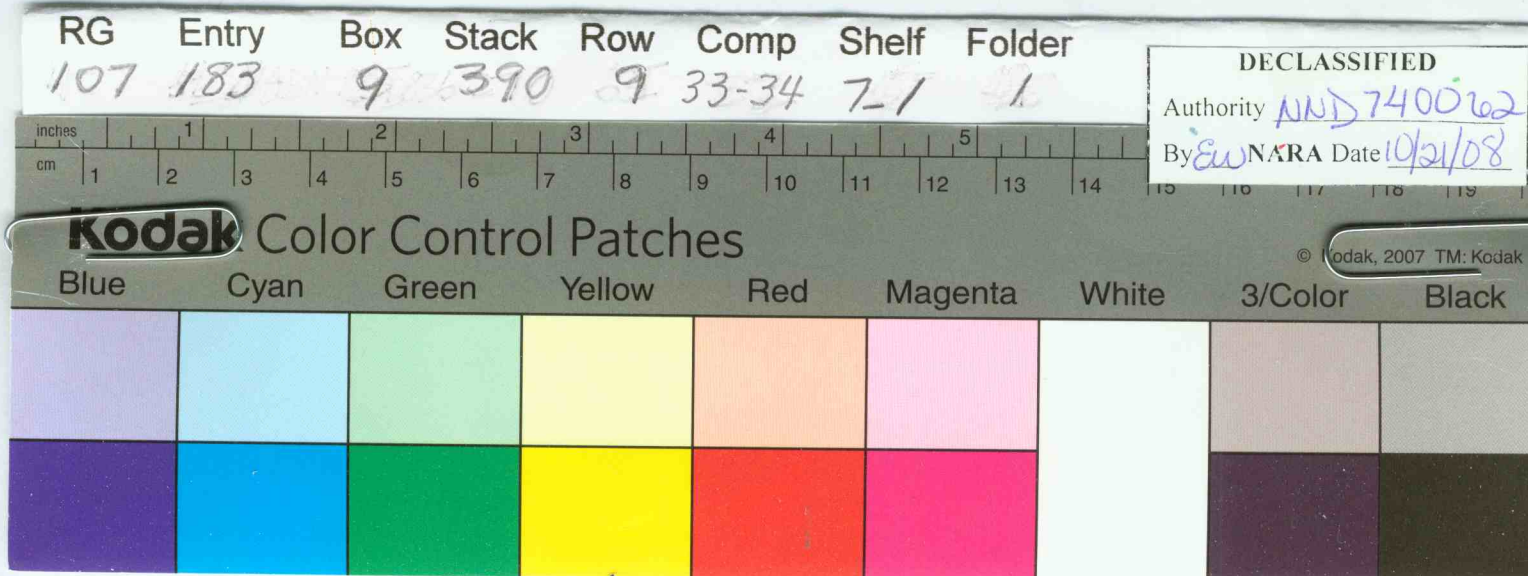 RG Entry Box Stack Row Comp Shelf Folder
107 183 9 390 9 33-34 7-1 1
DECLASSIFIED
Authority NND 740062
By EW NARA Date 10/21/08
inches 1 2 3 4 5
cm 1 2 3 4 5 6 7 8 9 10 11 12 13 14 15 16 17 18 19
Kodak Color Control Patches
© Kodak, 2007 TM: Kodak
Blue Cyan Green Yellow Red Magenta White 3/Color Black